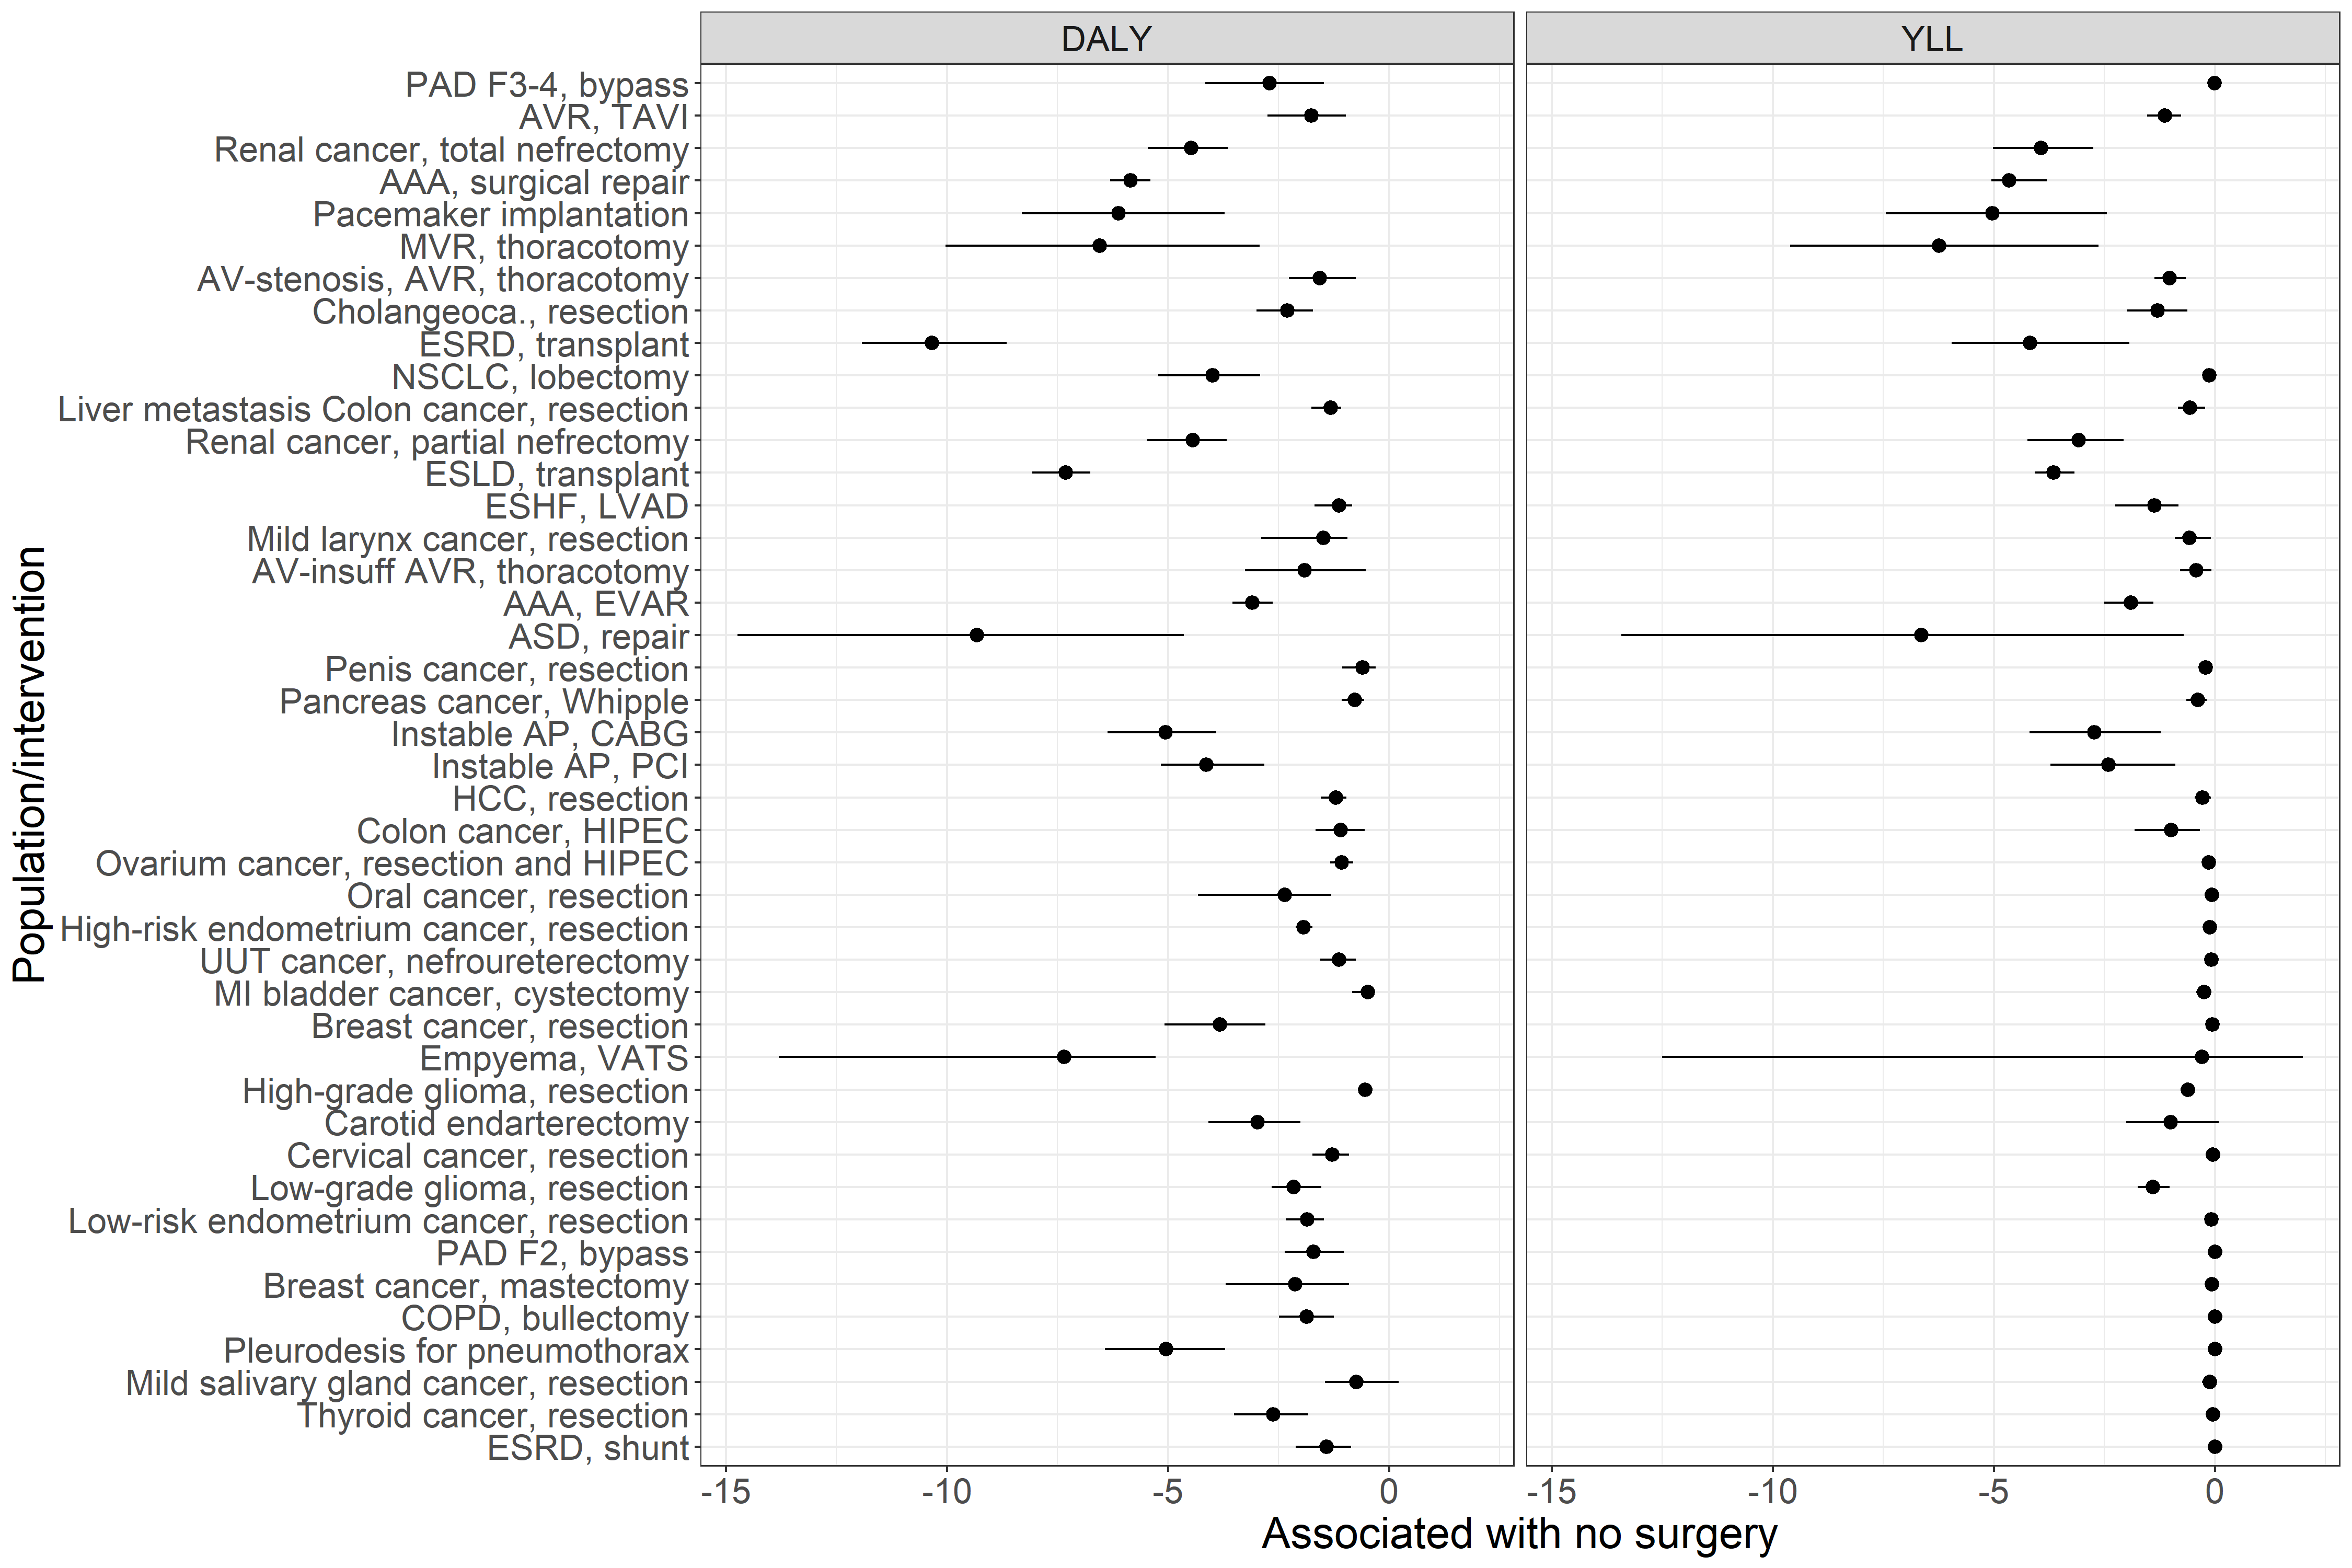 DALY YLL
PAD F3-4, bypass
AVR, TAVI
Renal cancer, total nefrectomy
AAA, surgical repair
Pacemaker implantation
MVR, thoracotomy
AV-stenosis, AVR, thoracotomy
Cholangeoca., resection
ESRD, transplant
NSCLC, lobectomy
Liver metastasis Colon cancer, resection
Renal cancer, partial nefrectomy
ESLD, transplant
ESHF, LVAD
Mild larynx cancer, resection
AV-insuff AVR, thoracotomy
AAA, EVAR
ASD, repair
Penis cancer, resection
Pancreas cancer, Whipple
Instable AP, CABG
Instable AP, PCI
HCC, resection
Colon cancer, HIPEC
Ovarium cancer, resection and HIPEC
Oral cancer, resection
High-risk endometrium cancer, resection
UUT cancer, nefroureterectomy
MI bladder cancer, cystectomy
Breast cancer, resection
Empyema, VATS
High-grade glioma, resection
Carotid endarterectomy
Cervical cancer, resection
Low-grade glioma, resection
Low-risk endometrium cancer, resection
PAD F2, bypass
Breast cancer, mastectomy
COPD, bullectomy
Pleurodesis for pneumothorax
Mild salivary gland cancer, resection
Thyroid cancer, resection
ESRD, shunt
Population/intervention
-15 -10 -5 0 -15 -10 -5 0
Associated with no surgery